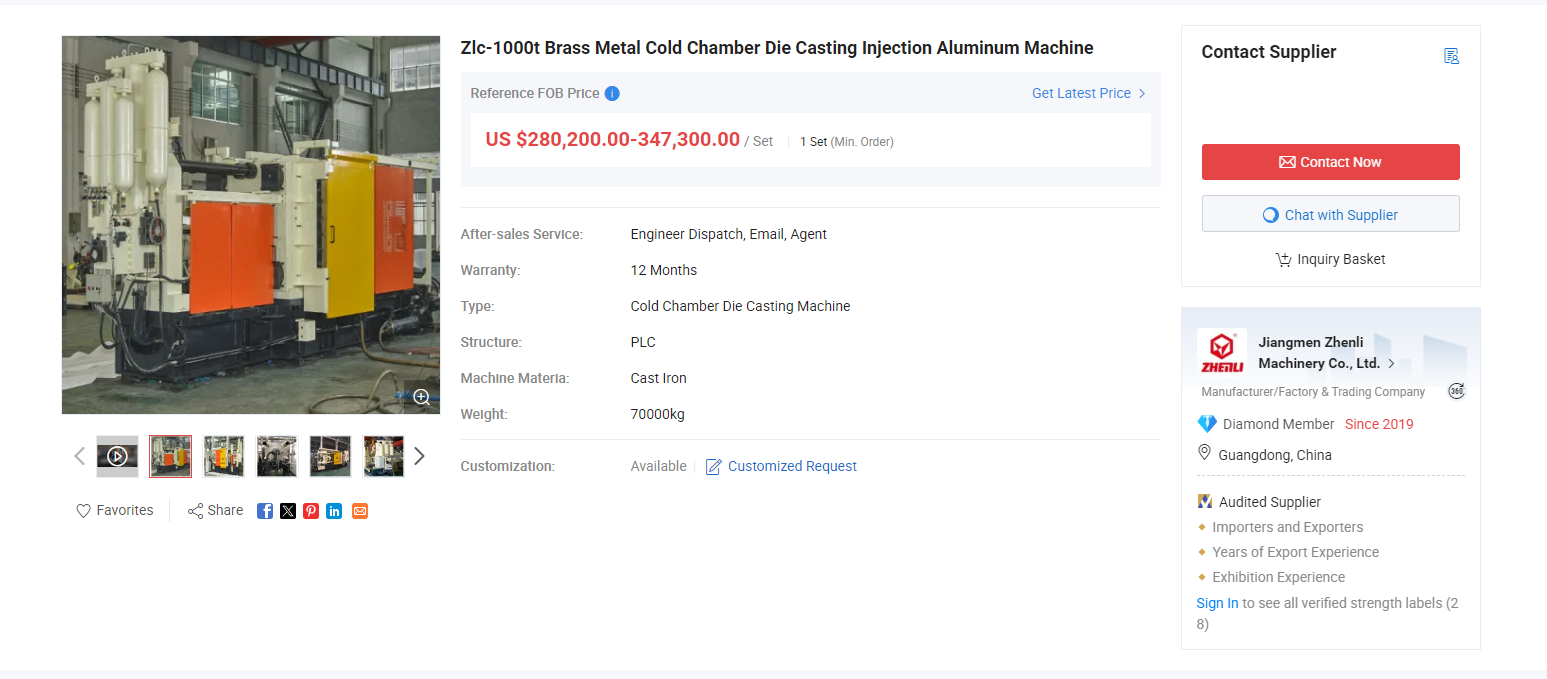 Zlc-1000t Brass Metal Cold Chamber Die Casting Injection Aluminum Machine
Reference FOB Price
Get Latest Price
US $280,200.00-347,300.00 / Set
1 Set (Min. Order)
After-sales Service: Engineer Dispatch, Email, Agent
Warranty: 12 Months
Type: Cold Chamber Die Casting Machine
Structure: PLC
Machine Materia: Cast Iron
Weight: 70000kg
Customization: Available
Customized Request
Favorites
Share
Contact Supplier
Contact Now
Chat with Supplier
Inquiry Basket
ZHENLI
Jiangmen Zhenli
Machinery Co., Ltd.
Manufacturer/Factory & Trading Company
360°
Diamond Member Since 2019
Guangdong, China
Audited Supplier
Importers and Exporters
Years of Export Experience
Exhibition Experience
Sign In to see all verified strength labels (2
8)